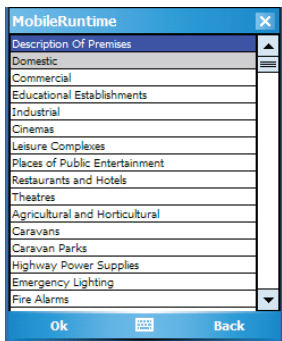 MobileRuntime
Description Of Premises
Domestic
Commercial
Educational Establishments
Industrial
Cinemas
Leisure Complexes
Places of Public Entertainment
Restaurants and Hotels
Theatres
Agricultural and Horticultural
Caravans
Caravan Parks
Highway Power Supplies
Emergency Lighting
Fire Alarms
Ok Back